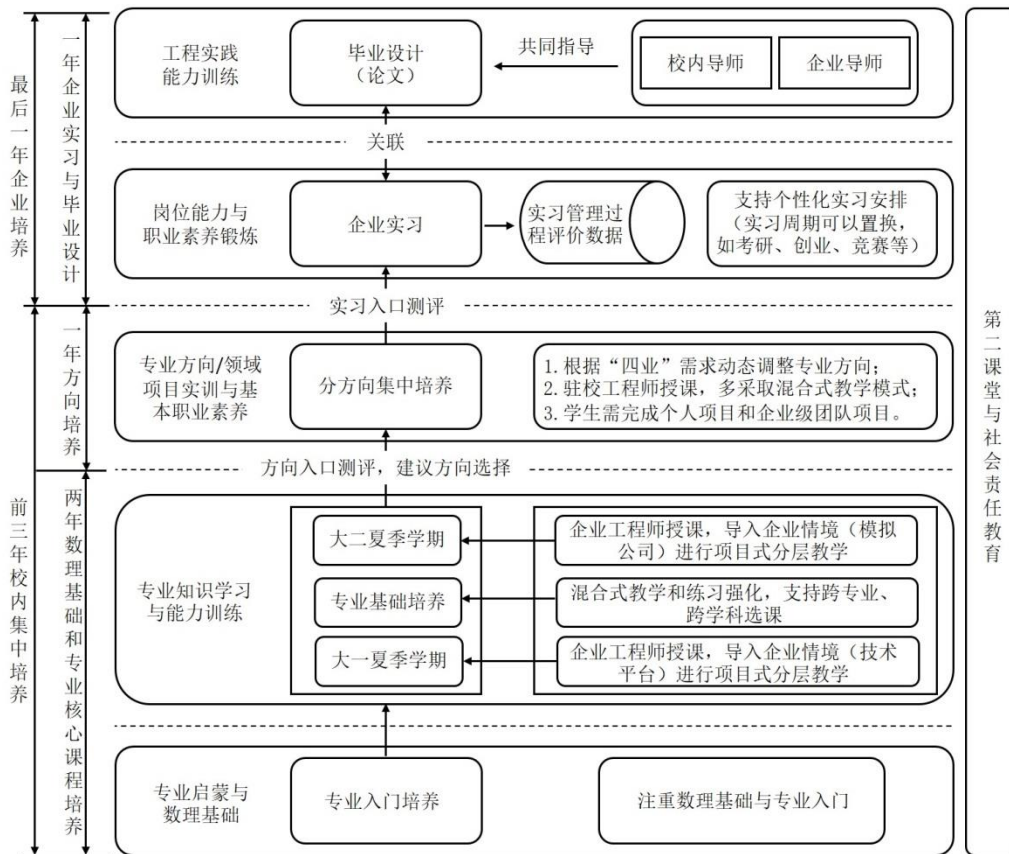 最后一年企业培养
一年企业实习与毕业设计
工程实践
能力训练
毕业设计
（论文）
共同指导
校内导师
企业导师
关联
岗位能力与
职业素养锻炼
企业实习
实习管理过
程评价数据
支持个性化实习安排
（实习周期可以置换，
如考研、创业、竞赛等）
实习入口测评
前三年校内集中培养
一年方向培养
专业方向/领域
项目实训与基
本职业素养
分方向集中培养
1.根据“四业”需求动态调整专业方向；
2.驻校工程师授课，多采取混合式教学模式；
3.学生需完成个人项目和企业级团队项目。
方向入口测评，建议方向选择
两年数理基础和专业核心课程培养
专业知识学习
与能力训练
大二夏季学期
企业工程师授课，导入企业情境（模拟
公司）进行项目式分层教学
专业基础培养
混合式教学和练习强化，支持跨专业、
跨学科选课
大一夏季学期
企业工程师授课，导入企业情境（技术
平台）进行项目式分层教学
专业启蒙与
数理基础
专业入门培养
注重数理基础与专业入门
第二课堂与社会责任教育